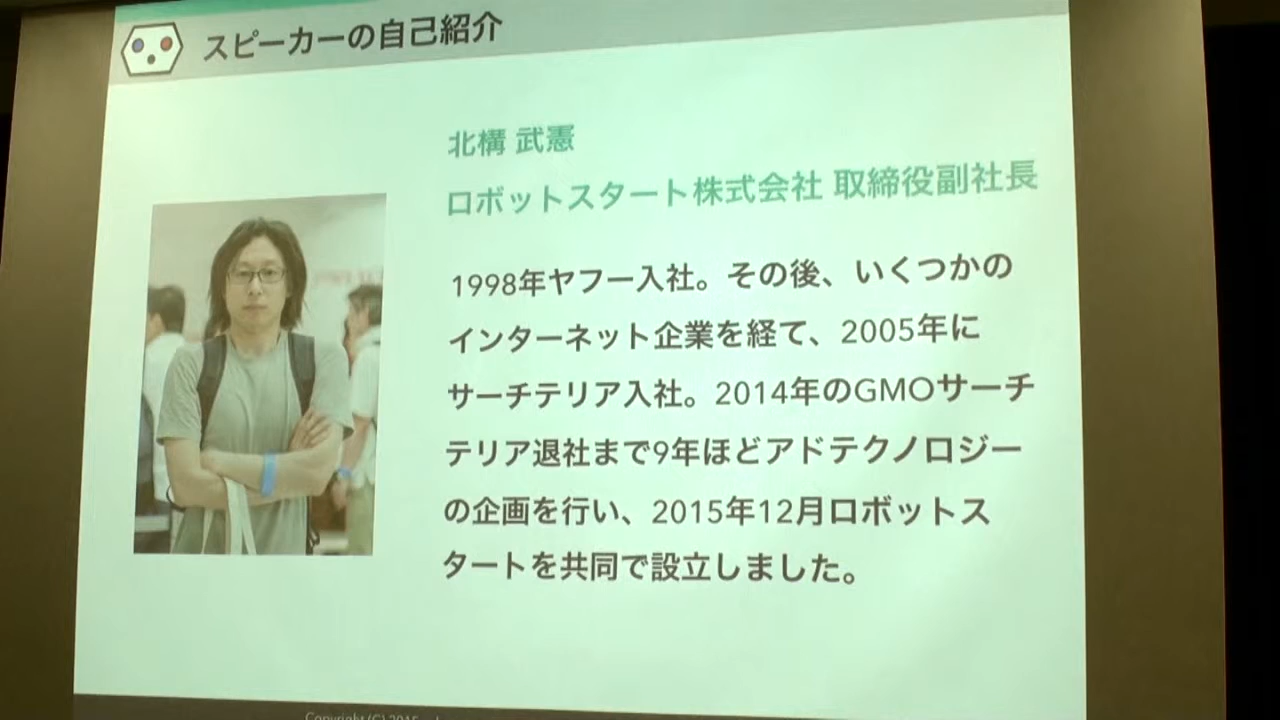 スピーカーの自己紹介
北構 武憲
ロボットスタート株式会社 取締役副社長
1998年ヤフー入社。その後、いくつかの
インターネット企業を経て、2005年に
サーチテリア入社。2014年のGMOサーチ
テリア退社まで9年ほどアドテクノロジー
の企画を行い、2015年12月ロボットス
タートを共同で設立しました。
Copyright (C) 2015